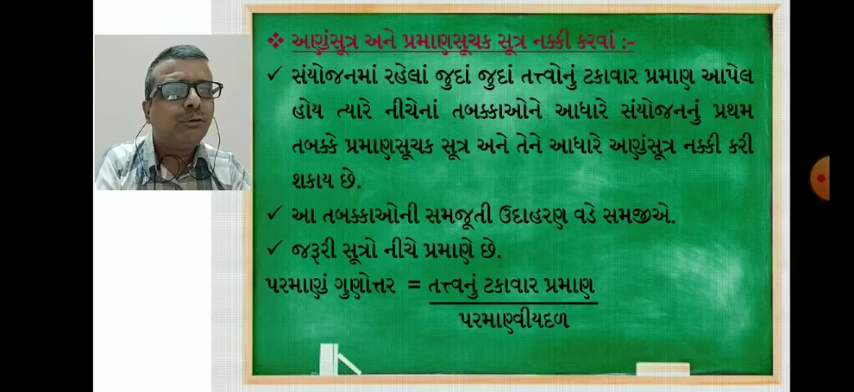 ❖ અણુંસૂત્ર અને પ્રમાણસૂચક સૂત્ર નક્કી કરવાં :-
✓ સંયોજનમાં રહેલાં જુદાં જુદાં તત્ત્વોનું ટકાવાર પ્રમાણ આપેલ
હોય ત્યારે નીચેનાં તબક્કાઓને આધારે સંયોજનનું પ્રથમ
તબક્કે પ્રમાણસૂચક સૂત્ર અને તેને આધારે અણુંસૂત્ર નક્કી કરી
શકાય છે.
✓ આ તબક્કાઓની સમજૂતી ઉદાહરણ વડે સમજીએ.
✓ જરૂરી સૂત્રો નીચે પ્રમાણે છે.
પરમાણું ગુણોત્તર = તત્ત્વનું ટકાવાર પ્રમાણ
પરમાણ્વીયદળ